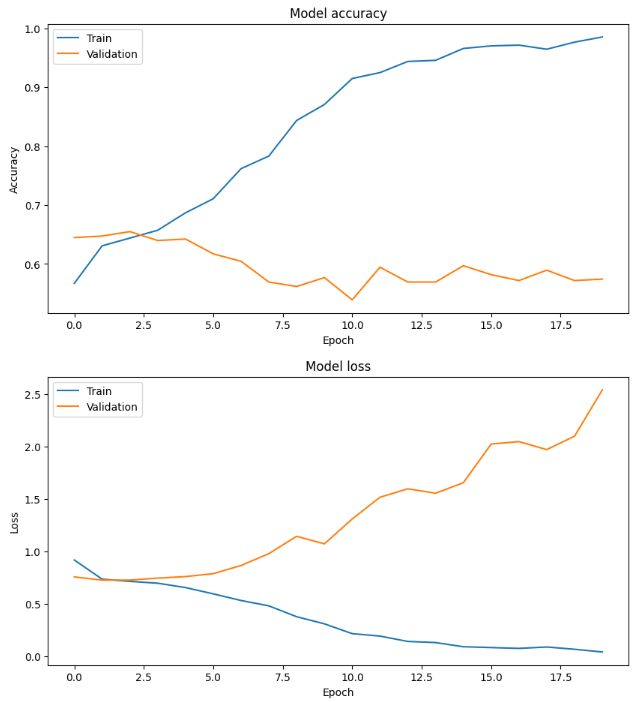 Model accuracy
Train
Validation
1.0
0.9
0.8
0.7
0.6
Accuracy
0.0 2.5 5.0 7.5 10.0 12.5 15.0 17.5
Epoch
Model loss
Train
Validation
2.5
2.0
1.5
1.0
0.5
0.0
Loss
0.0 2.5 5.0 7.5 10.0 12.5 15.0 17.5
Epoch